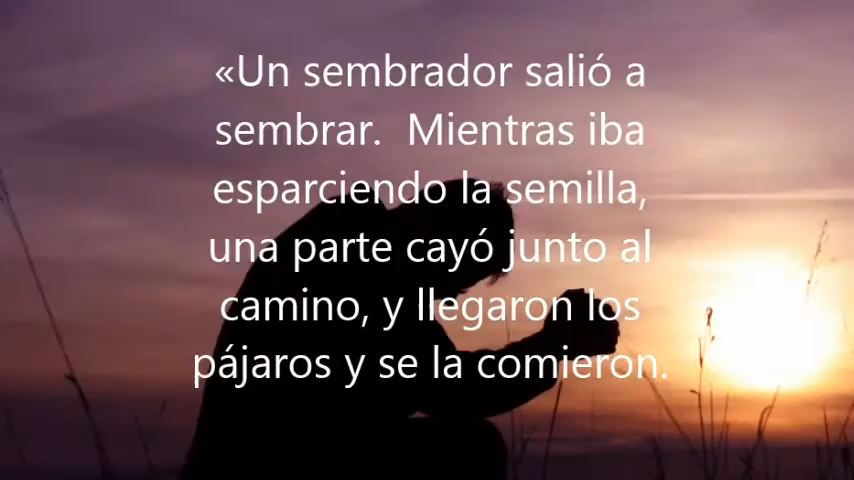 «Un sembrador salió a
sembrar.  Mientras iba
esparciendo la semilla,
una parte cayó junto al
camino, y llegaron los
pájaros y se la comieron.